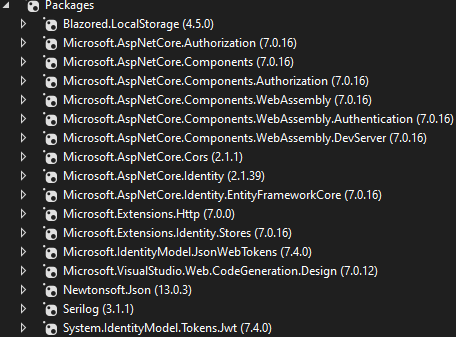 Packages
Blazored.LocalStorage (4.5.0)
Microsoft.AspNetCore.Authorization (7.0.16)
Microsoft.AspNetCore.Components (7.0.16)
Microsoft.AspNetCore.Components.Authorization (7.0.16)
Microsoft.AspNetCore.Components.WebAssembly (7.0.16)
Microsoft.AspNetCore.Components.WebAssembly.Authentication (7.0.16)
Microsoft.AspNetCore.Components.WebAssembly.DevServer (7.0.16)
Microsoft.AspNetCore.Cors (2.1.1)
Microsoft.AspNetCore.Identity (2.1.39)
Microsoft.AspNetCore.Identity.EntityFrameworkCore (7.0.16)
Microsoft.Extensions.Http (7.0.0)
Microsoft.Extensions.Identity.Stores (7.0.16)
Microsoft.IdentityModel.JsonWebTokens (7.4.0)
Microsoft.VisualStudio.Web.CodeGeneration.Design (7.0.12)
Newtonsoft.Json (13.0.3)
Serilog (3.1.1)
System.IdentityModel.Tokens.Jwt (7.4.0)